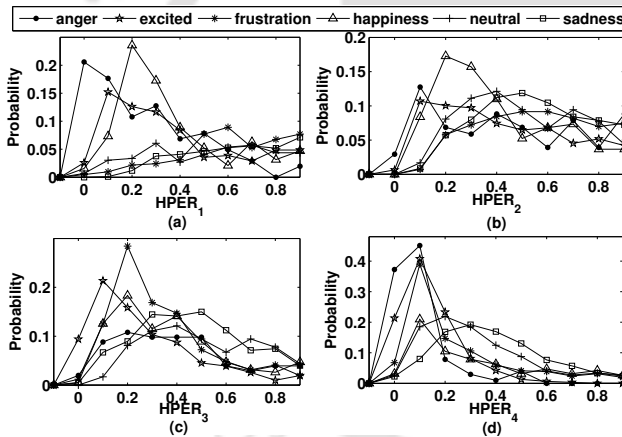 anger excited frustration happiness neutral sadness
0.2
0.15
0.1
0.05
0
Probability
0 0.2 0.4 0.6 0.8
HPER1
(a)
0.2
0.15
0.1
0.05
0
Probability
0 0.2 0.4 0.6 0.8
HPER2
(b)
0.2
0.1
0
Probability
0 0.2 0.4 0.6 0.8
HPER3
(c)
0.4
0.3
0.2
0.1
0
Probability
0 0.2 0.4 0.6 0.8
HPER4
(d)